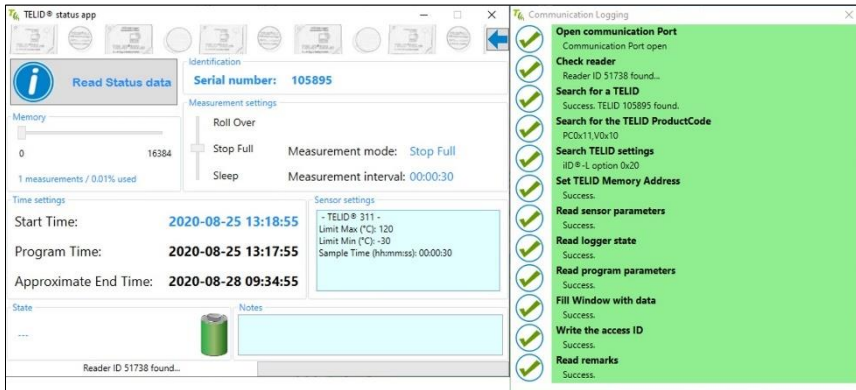 TELID® status app
Identification
Read Status data
Serial number: 105895
Measurement settings
Memory
Roll Over
0 16384
Stop Full
Measurement mode: Stop Full
1 measurements / 0.01% used
Sleep
Measurement interval: 00:00:30
Time settings
Start Time: 2020-08-25 13:18:55
Program Time: 2020-08-25 13:17:55
Approximate End Time: 2020-08-28 09:34:55
Sensor settings
- TELID® 311 -
Limit Max (°C): 120
Limit Min (°C): -30
Sample Time (hh:mm:ss): 00:00:30
State
---
Notes
Reader ID 51738 found...
Communication Logging
Open communication Port
Communication Port open
Check reader
Reader ID 51738 found...
Search for a TELID
Success. TELID 105895 found.
Search for the TELID ProductCode
PC0x11,V0x10
Search TELID settings
iID®-L option 0x20
Set TELID Memory Address
Success.
Read sensor parameters
Success.
Read logger state
Success.
Read program parameters
Success.
Fill Window with data
Success.
Write the access ID
Success.
Read remarks
Success.